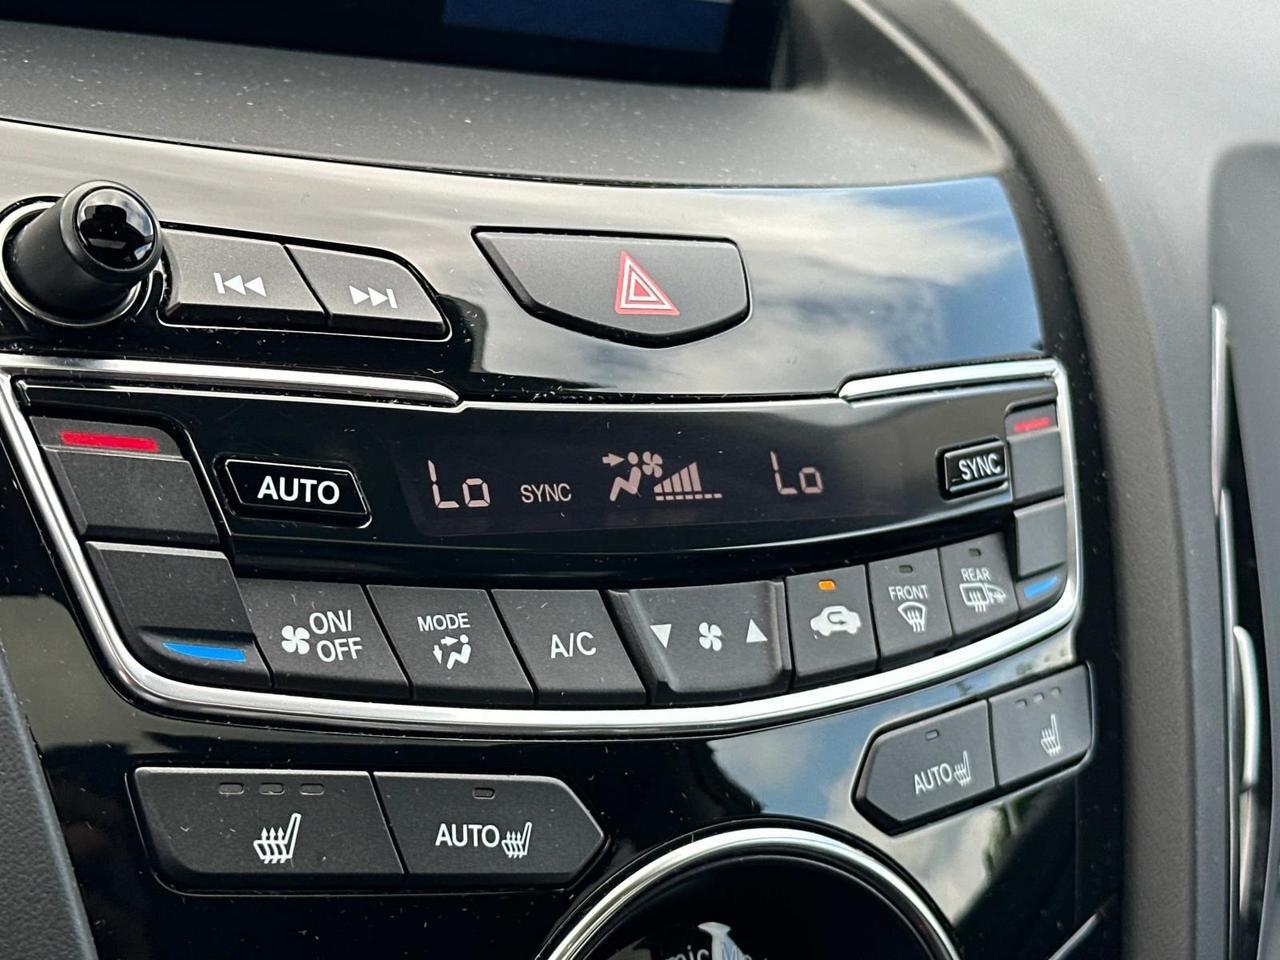 AUTO
Lo SYNC Lo
SYNC
ON/
OFF
MODE
A/C
FRONT
REAR
AUTO
AUTO